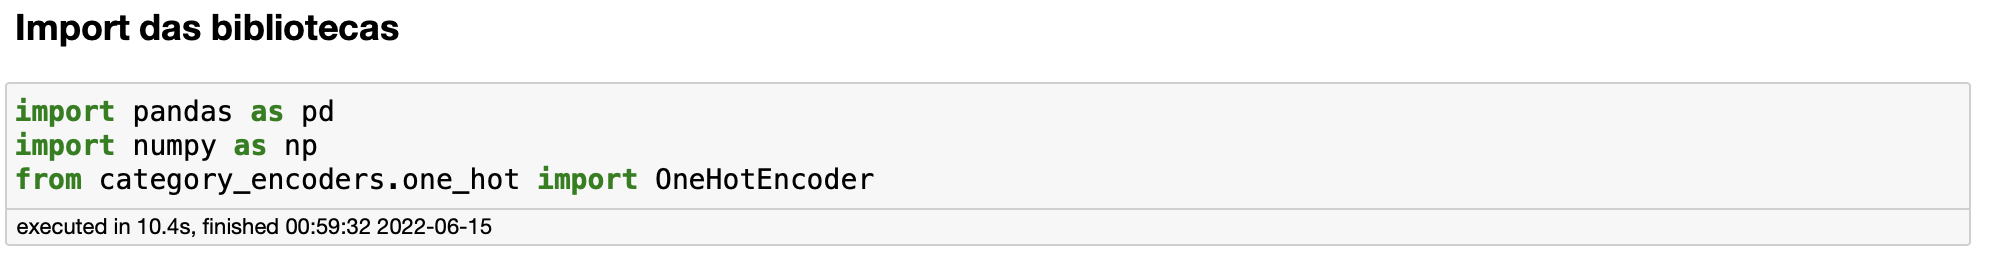 Import das bibliotecas
import pandas as pd
import numpy as np
from category_encoders.one_hot import OneHotEncoder
executed in 10.4s, finished 00:59:32 2022-06-15